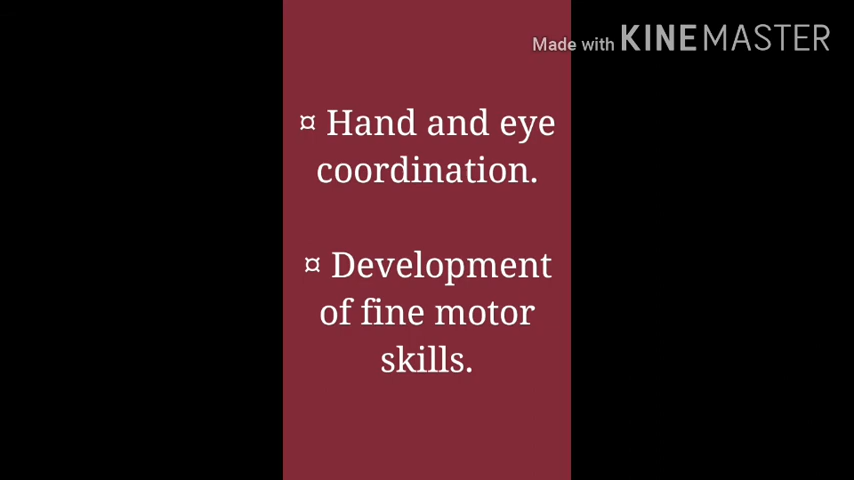 Made with KINEMASTER
¤ Hand and eye
coordination.
¤ Development
of fine motor
skills.